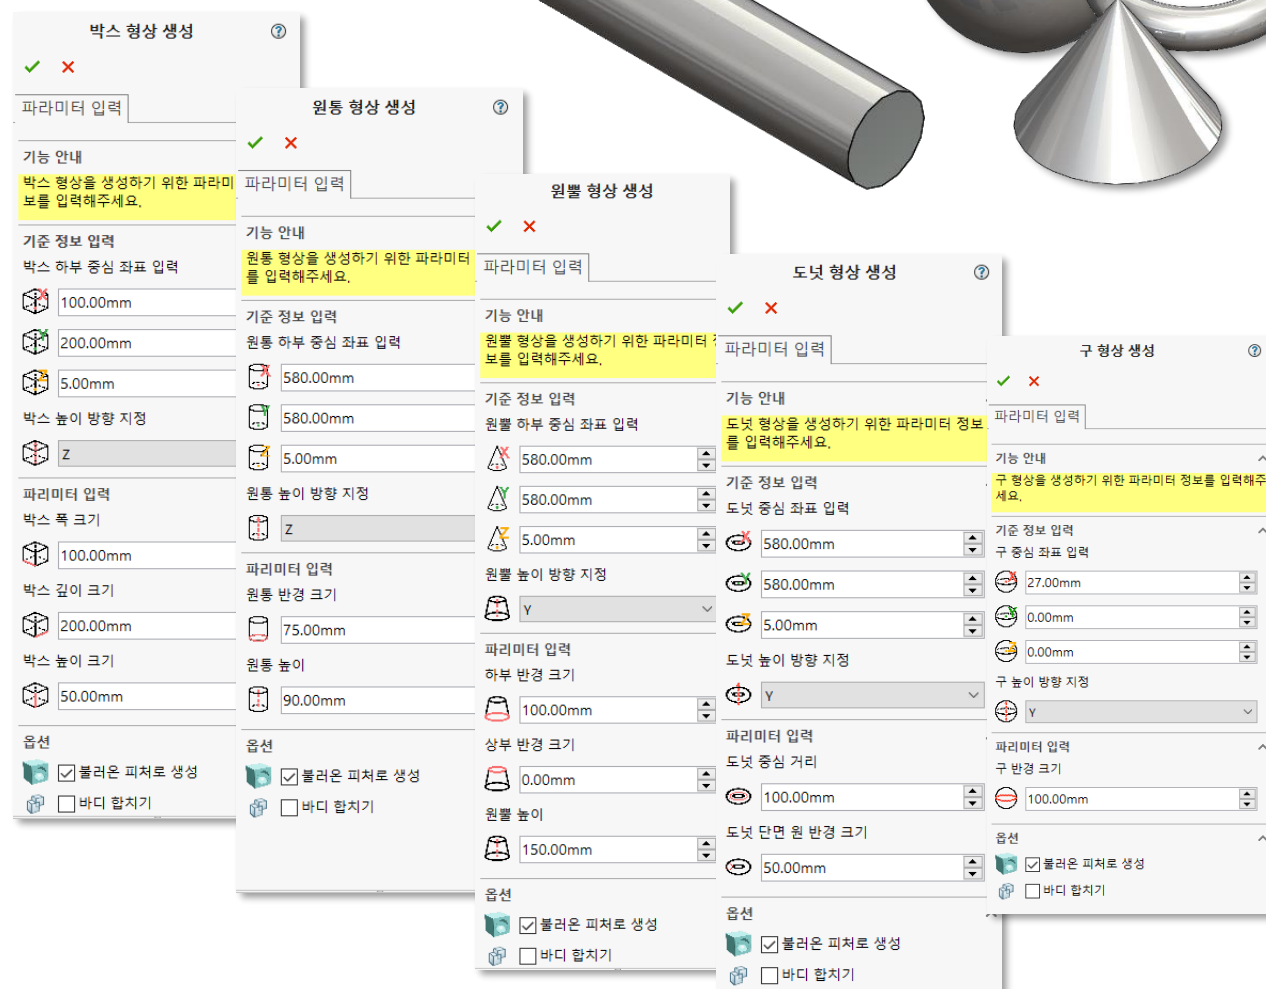 박스 형상 생성
파라미터 입력
기능 안내
박스 형상을 생성하기 위한 파라미
보를 입력해주세요.
기준 정보 입력
박스 하부 중심 좌표 입력
100.00mm
200.00mm
5.00mm
박스 높이 방향 지정
Z
파리미터 입력
박스 폭 크기
100.00mm
박스 깊이 크기
200.00mm
박스 높이 크기
50.00mm
옵션
불러온 피처로 생성
바디 합치기
원통 형상 생성
파라미터 입력
기능 안내
원통 형상을 생성하기 위한 파라미터
를 입력해주세요.
기준 정보 입력
원통 하부 중심 좌표 입력
580.00mm
580.00mm
5.00mm
원통 높이 방향 지정
Z
파리미터 입력
원통 반경 크기
75.00mm
원통 높이
90.00mm
옵션
불러온 피처로 생성
바디 합치기
원뿔 형상 생성
파라미터 입력
기능 안내
원뿔 형상을 생성하기 위한 파라미터
보를 입력해주세요.
기준 정보 입력
원뿔 하부 중심 좌표 입력
580.00mm
580.00mm
5.00mm
원뿔 높이 방향 지정
Y
파리미터 입력
하부 반경 크기
100.00mm
상부 반경 크기
0.00mm
원뿔 높이
150.00mm
옵션
불러온 피처로 생성
바디 합치기
도넛 형상 생성
파라미터 입력
기능 안내
도넛 형상을 생성하기 위한 파라미터 정보
를 입력해주세요.
기준 정보 입력
도넛 중심 좌표 입력
580.00mm
580.00mm
5.00mm
도넛 높이 방향 지정
Y
파리미터 입력
도넛 중심 거리
100.00mm
도넛 단면 원 반경 크기
50.00mm
옵션
불러온 피처로 생성
바디 합치기
구 형상 생성
파라미터 입력
기능 안내
구 형상을 생성하기 위한 파라미터 정보를 입력해주
세요.
기준 정보 입력
구 중심 좌표 입력
27.00mm
0.00mm
0.00mm
구 높이 방향 지정
Y
파리미터 입력
구 반경 크기
100.00mm
옵션
불러온 피처로 생성
바디 합치기